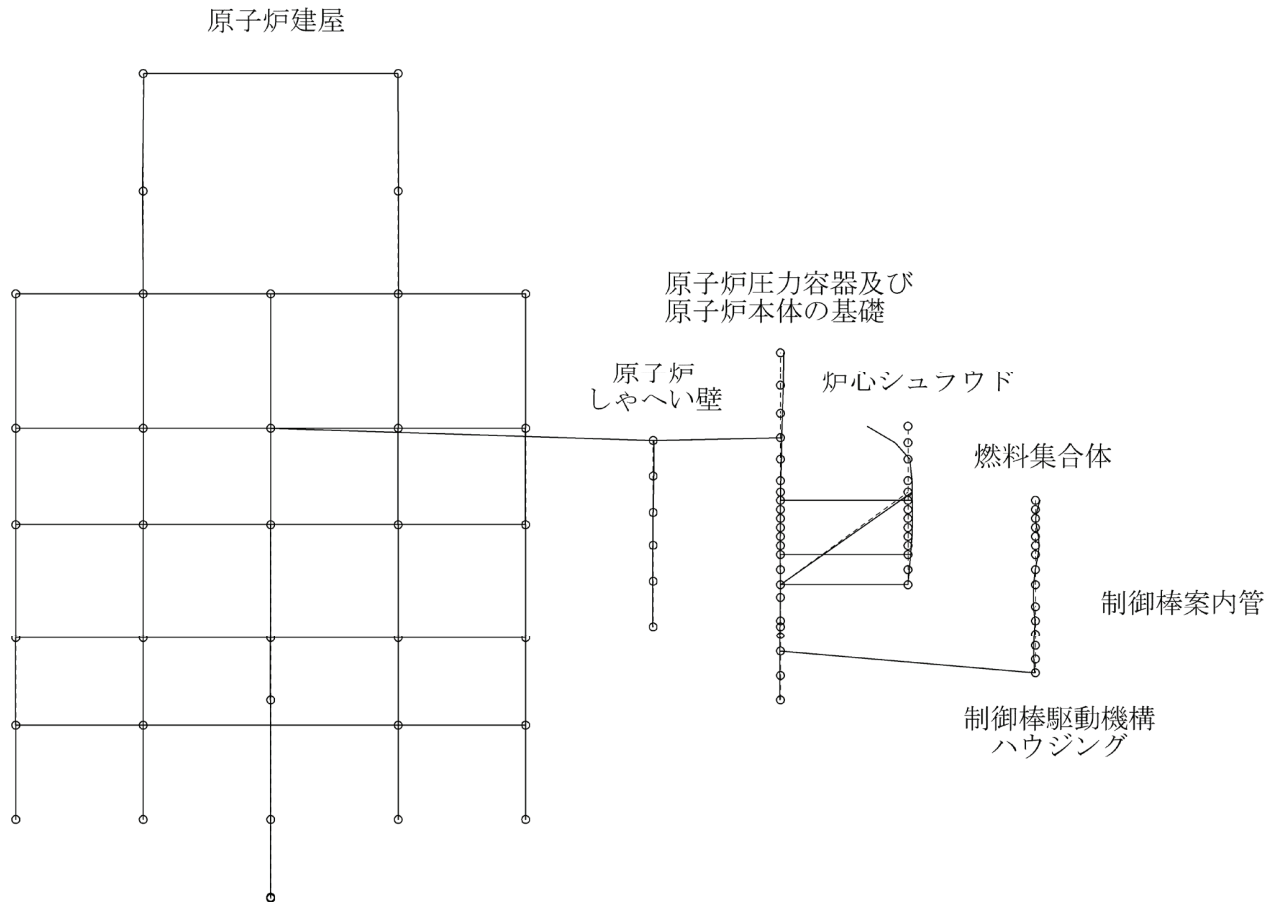 原子炉建屋
原子炉圧力容器及び
原子炉本体の基礎
原了炉
しゃへい壁
炉心シュラウド
燃料集合体
制御棒案内管
制御棒駆動機構
ハウジング